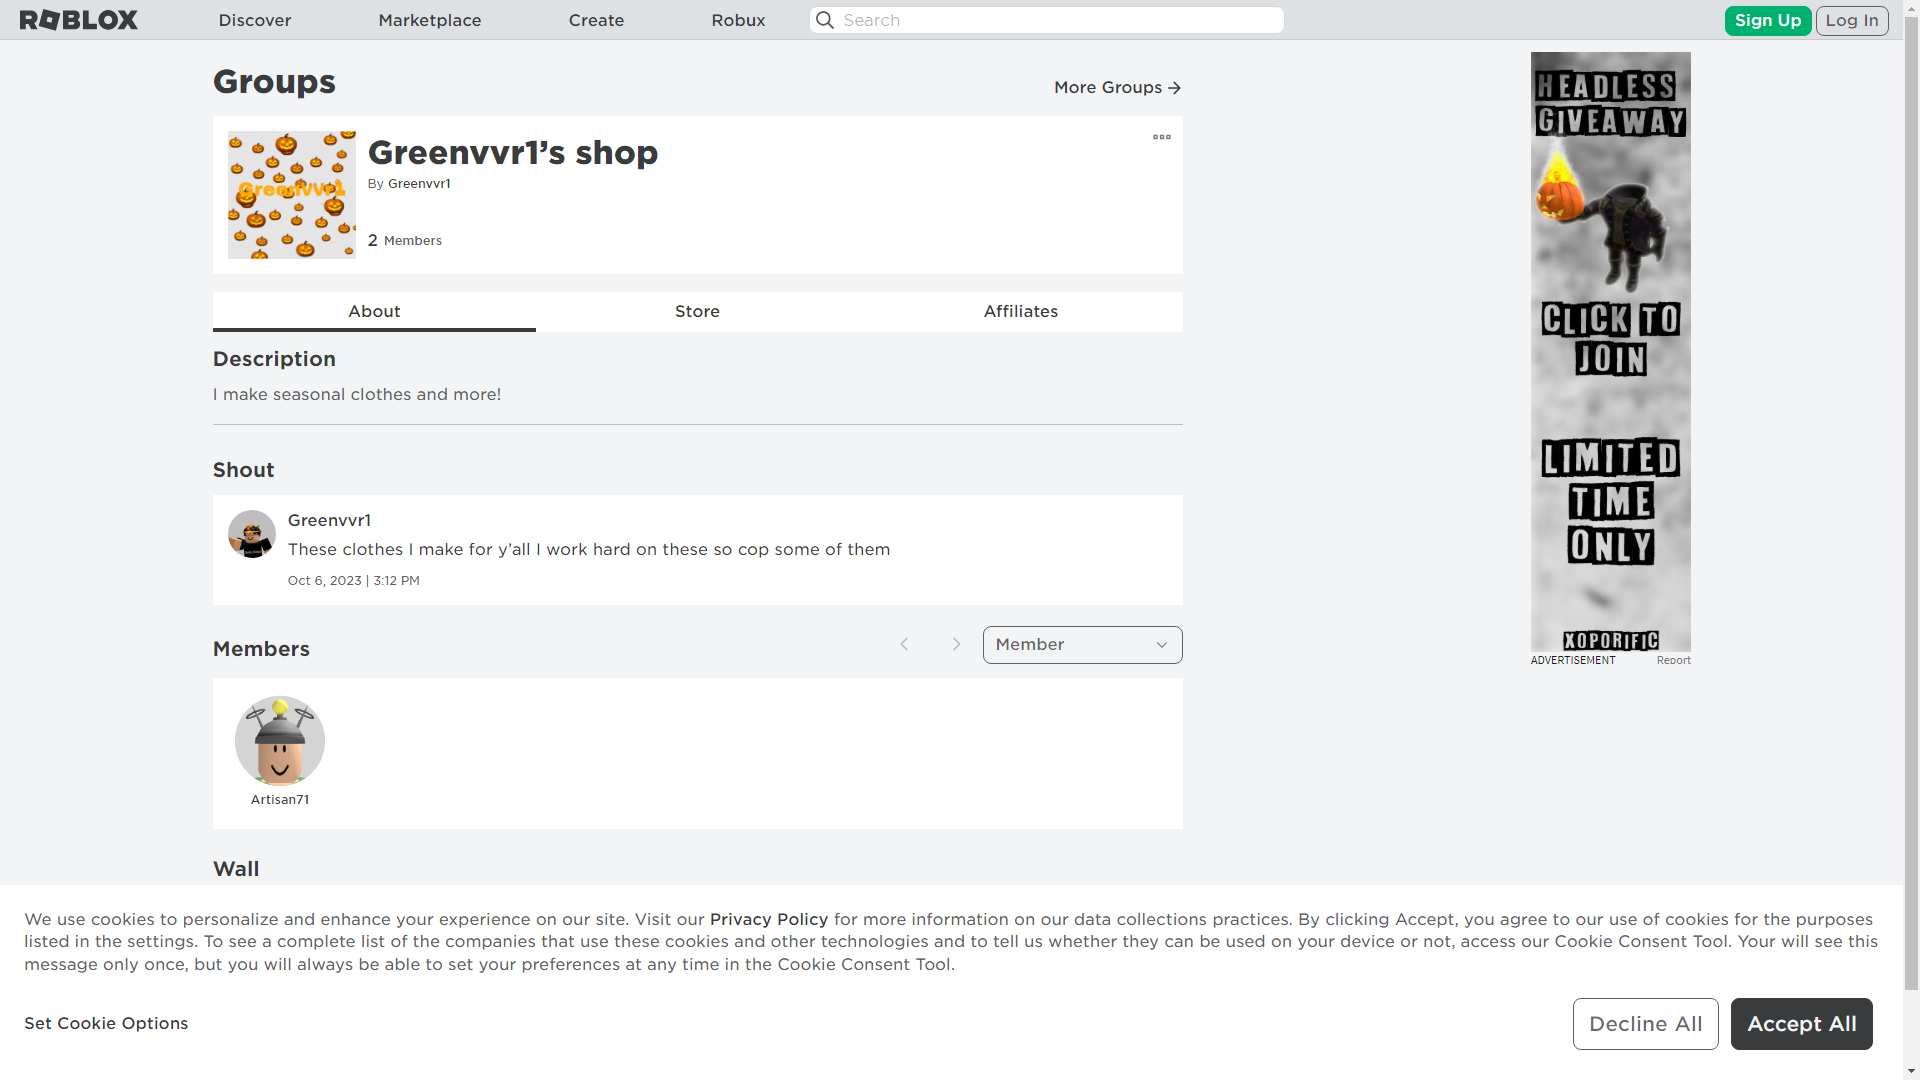 ROBLOX
Discover
Marketplace
Create
Robux
Search
Sign Up
Log In
Groups
More Groups
Greenvvr1
Greenvvr1’s shop
By Greenvvr1
2 Members
About
Store
Affiliates
Description
I make seasonal clothes and more!
Shout
Greenvvr1
These clothes I make for y’all I work hard on these so cop some of them
Oct 6, 2023 | 3:12 PM
Members
Member
Artisan71
Wall
HEADLESS
GIVEAWAY
CLICK TO
JOIN
LIMITED
TIME
ONLY
XOPORIFIC
ADVERTISEMENT
Report
We use cookies to personalize and enhance your experience on our site. Visit our Privacy Policy for more information on our data collections practices. By clicking Accept, you agree to our use of cookies for the purposes
listed in the settings. To see a complete list of the companies that use these cookies and other technologies and to tell us whether they can be used on your device or not, access our Cookie Consent Tool. Your will see this
message only once, but you will always be able to set your preferences at any time in the Cookie Consent Tool.
Set Cookie Options
Decline All
Accept All